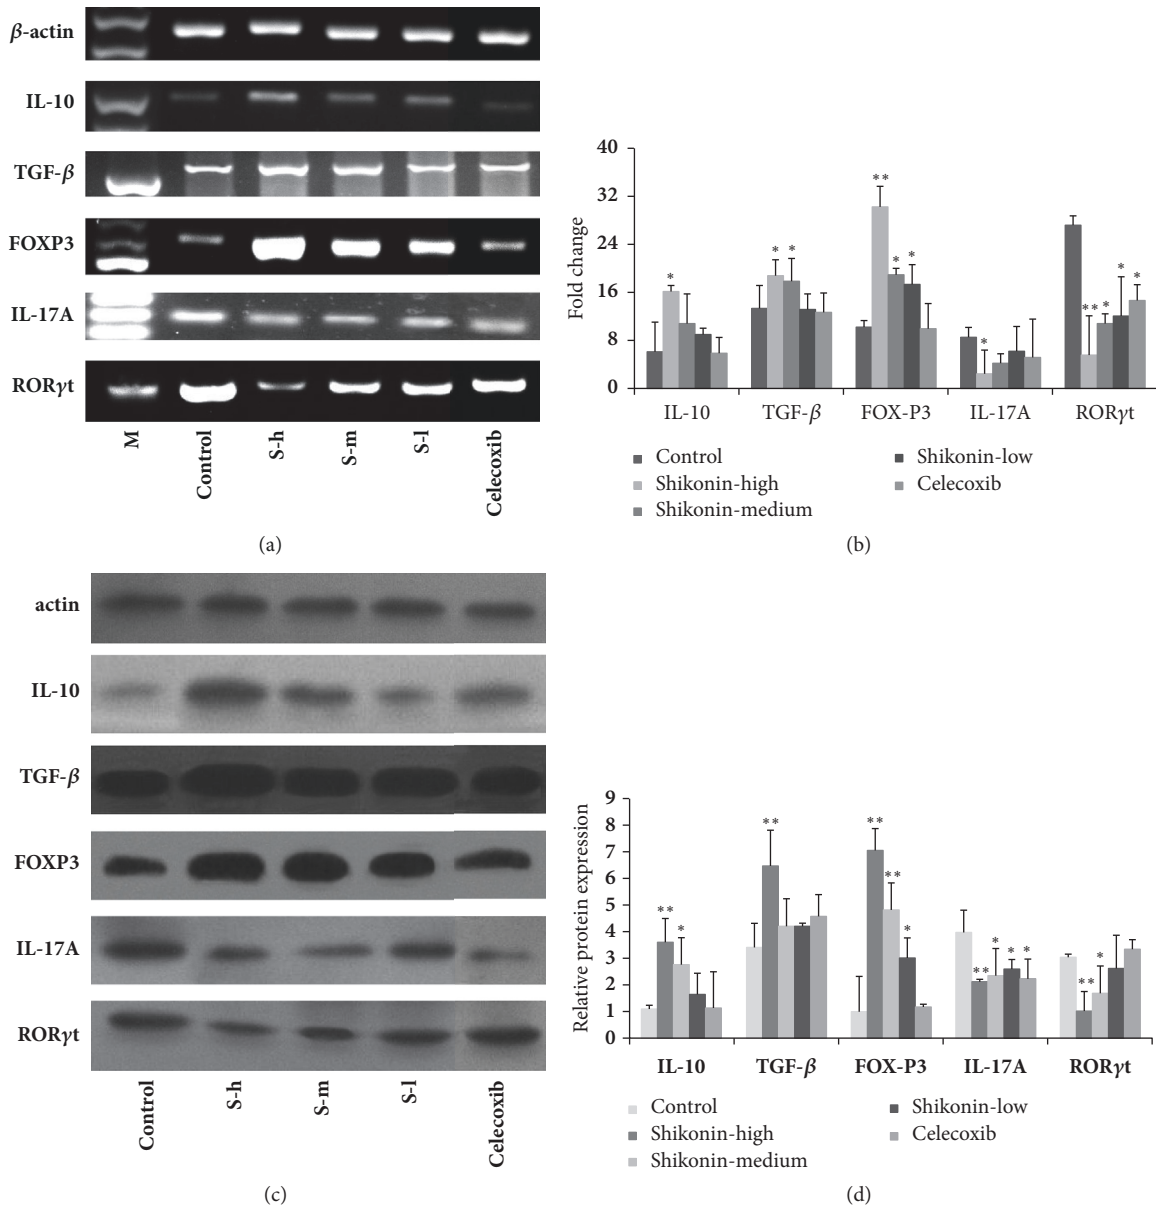 β-actin
IL-10
TGF-β
FOXP3
IL-17A
RORγt
M
Control
S-h
S-m
S-l
Celecoxib
(a)
Fold change
40
32
24
16
8
0
*
* *
** * *
*
** * * *
IL-10 TGF-β FOX-P3 IL-17A RORγt
Control
Shikonin-high
Shikonin-medium
Shikonin-low
Celecoxib
(b)
actin
IL-10
TGF-β
FOXP3
IL-17A
RORγt
Control
S-h
S-m
S-l
Celecoxib
(c)
Relative protein expression
9
8
7
6
5
4
3
2
1
0
** *
**
** ** *
** * * *
** *
IL-10 TGF-β FOX-P3 IL-17A RORγt
Control
Shikonin-high
Shikonin-medium
Shikonin-low
Celecoxib
(d)